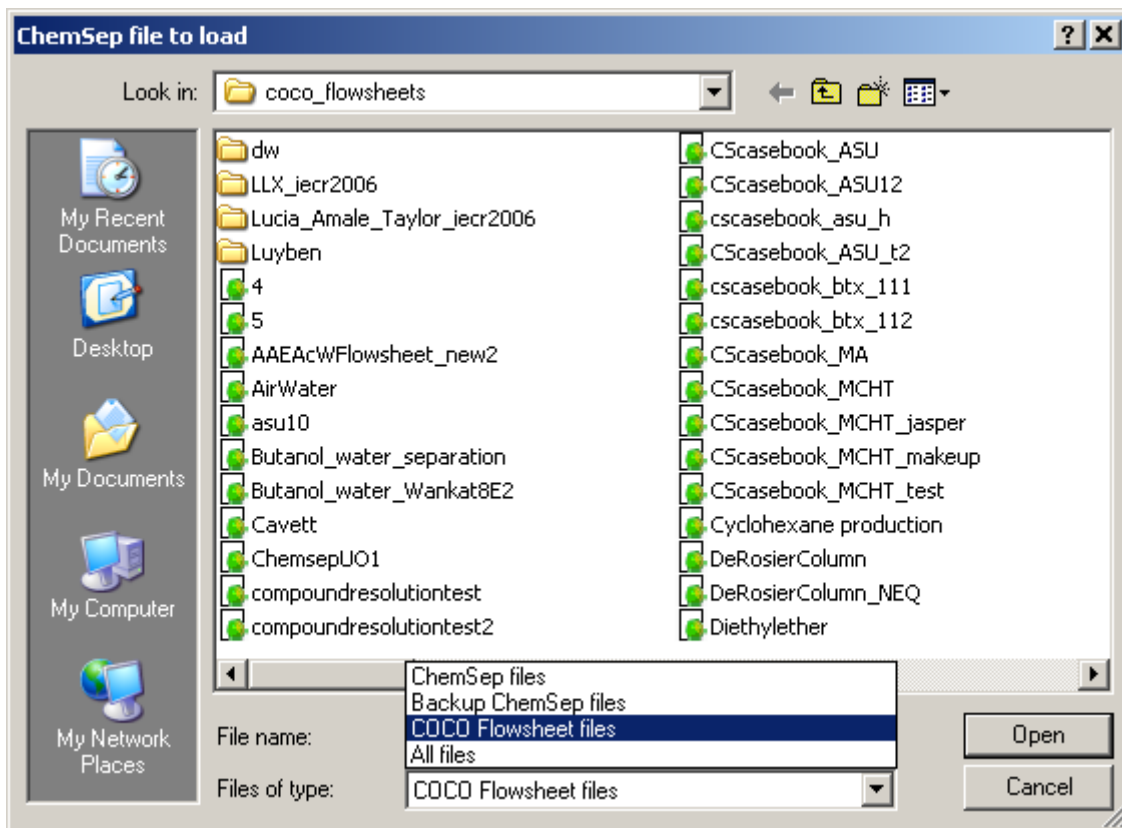 ChemSep file to load
Look in: coco_flowsheets
My Recent
Documents
Desktop
My Documents
My Computer
My Network
Places
dw
LLX_iecr2006
Lucia_Amale_Taylor_iecr2006
Luyben
4
5
AAEAcWFlowsheet_new2
AirWater
asu10
Butanol_water_separation
Butanol_water_Wankat8E2
Cavett
ChemsepUO1
compoundresolutiontest
compoundresolutiontest2
CScasebook_ASU
CScasebook_ASU12
cscasebook_asu_h
CScasebook_ASU_t2
cscasebook_btx_111
cscasebook_btx_112
CScasebook_MA
CScasebook_MCHT
CScasebook_MCHT_jasper
CScasebook_MCHT_makeup
CScasebook_MCHT_test
Cyclohexane production
DeRosierColumn
DeRosierColumn_NEQ
Diethylether
ChemSep files
Backup ChemSep files
COCO Flowsheet files
All files
File name:
Open
Files of type: COCO Flowsheet files
Cancel